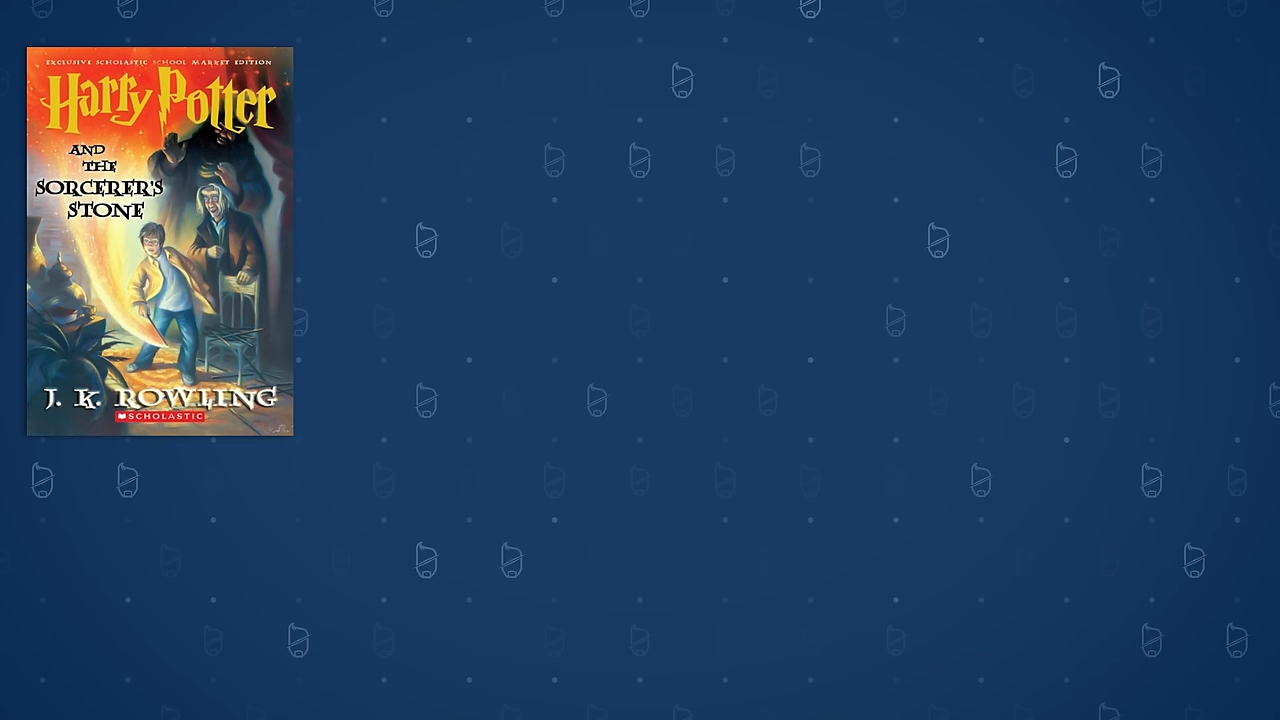 EXCLUSIVE SCHOLASTIC SCHOOL MARKET EDITION
Harry Potter
AND
THE
SORCERER'S
STONE
J. K. ROWLING
SCHOLASTIC